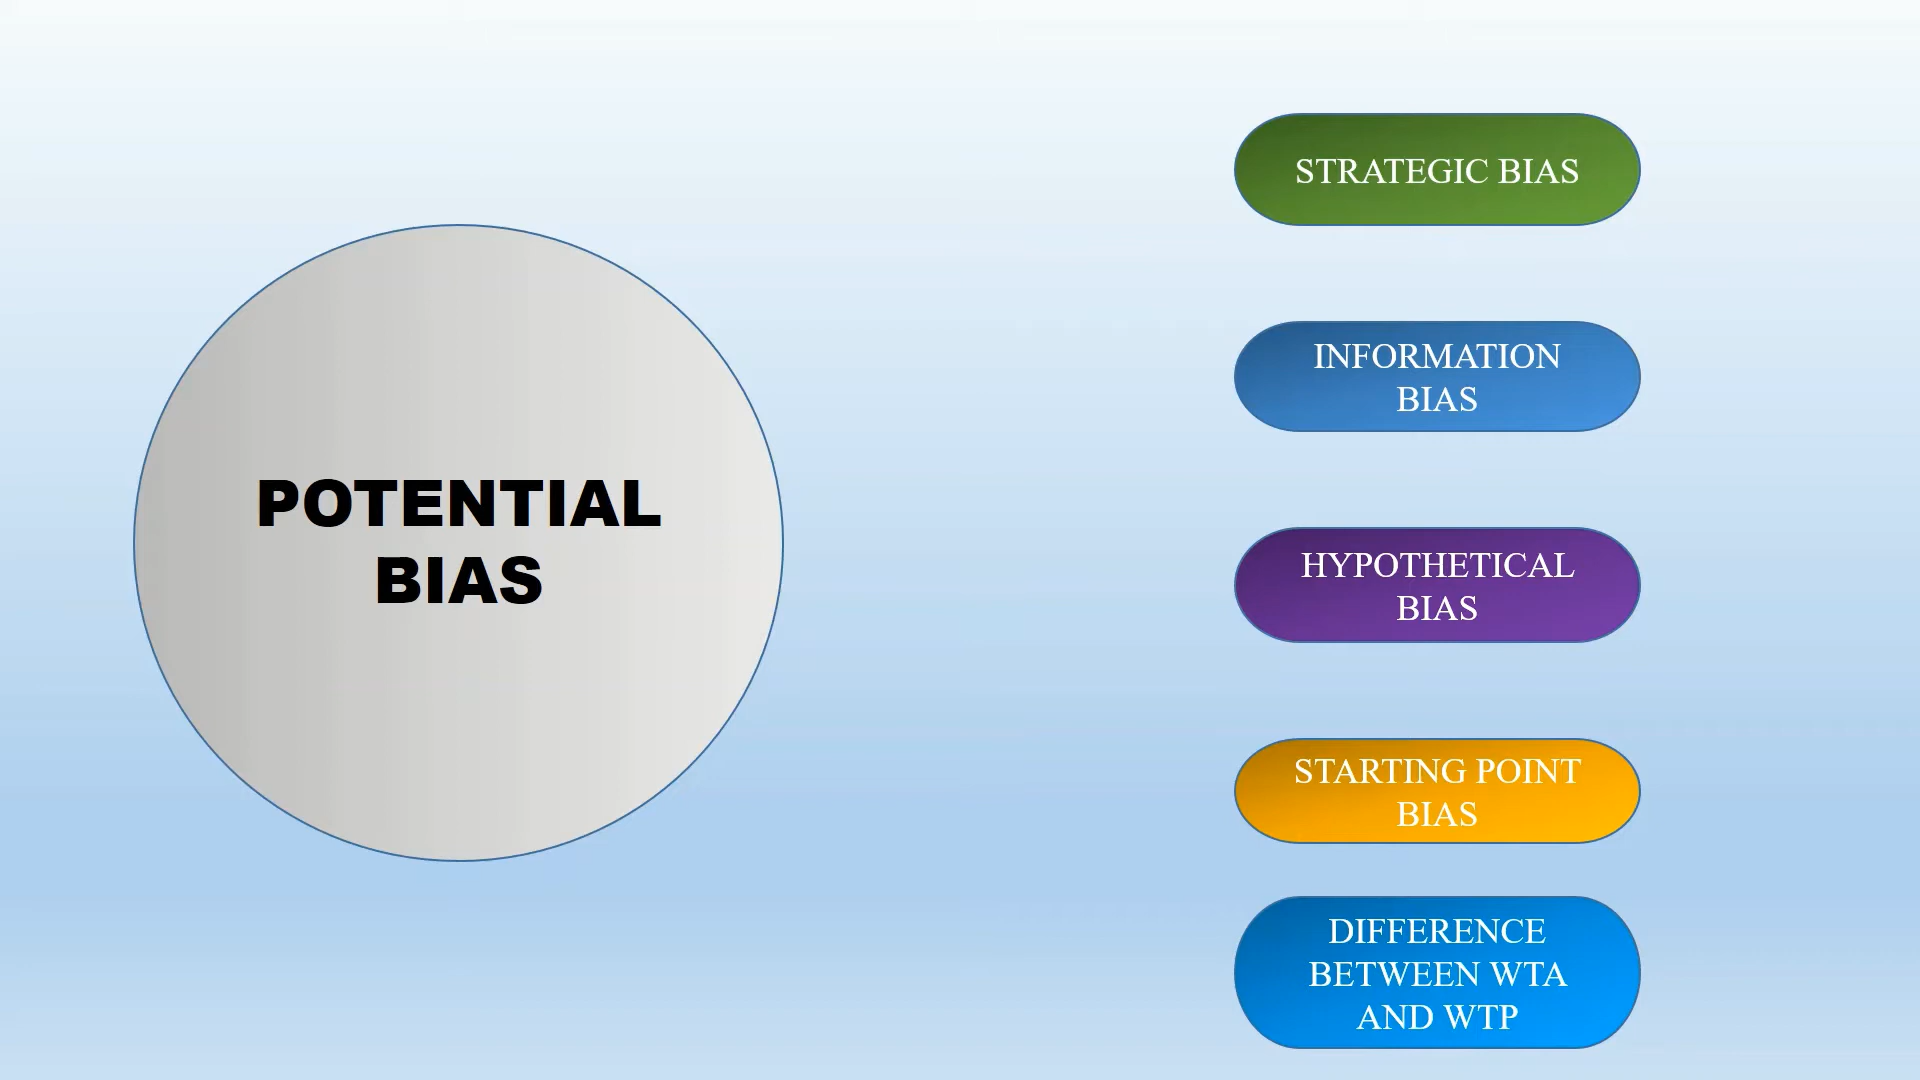 POTENTIAL
BIAS
STRATEGIC BIAS
INFORMATION
BIAS
HYPOTHETICAL
BIAS
STARTING POINT
BIAS
DIFFERENCE
BETWEEN WTA
AND WTP